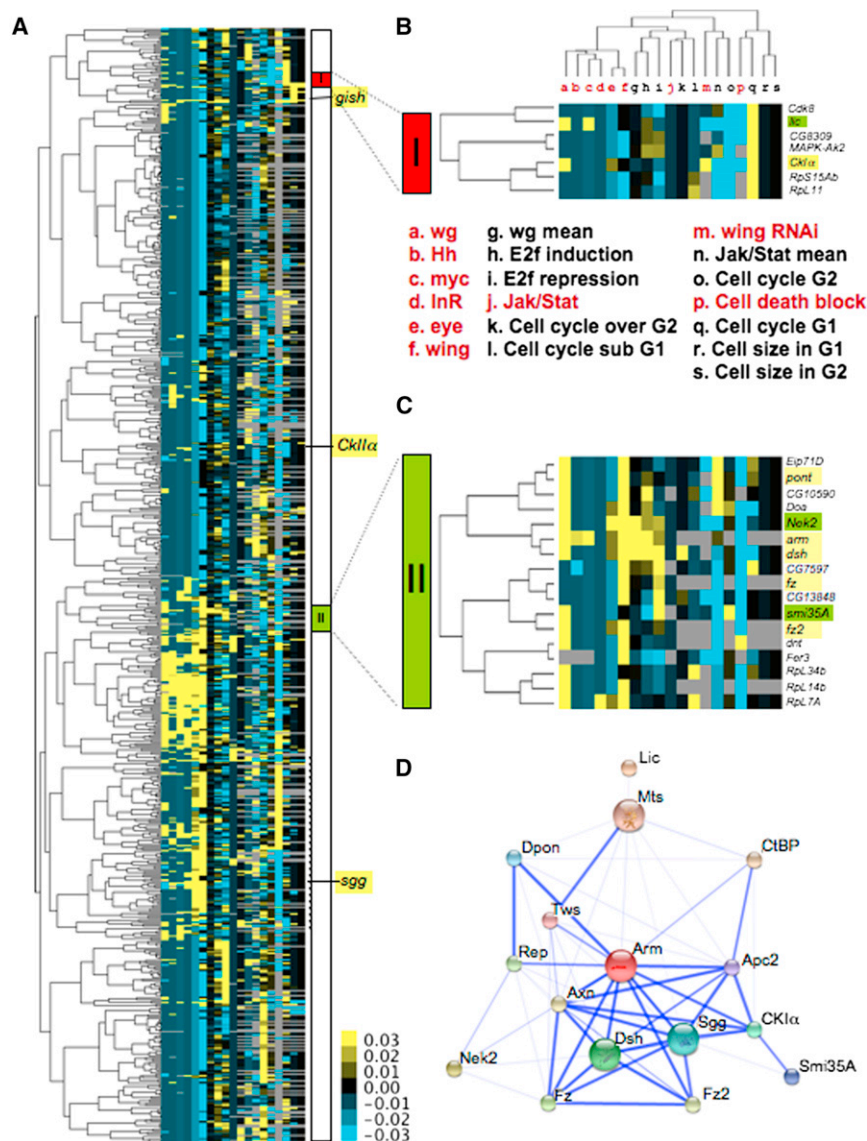 A
I
gish
CkIIα
II
sgg
0.03
0.02
0.01
0.00
-0.01
-0.02
-0.03
B
a b c d e f g h i j k l m n o p q r s
I
Cdk8
lic
CG8309
MAPK-Ak2
CkIα
RpS15Ab
RpL11
a. wg
b. Hh
c. myc
d. InR
e. eye
f. wing
g. wg mean
h. E2f induction
i. E2f repression
j. Jak/Stat
k. Cell cycle over G2
l. Cell cycle sub G1
m. wing RNAi
n. Jak/Stat mean
o. Cell cycle G2
p. Cell death block
q. Cell cycle G1
r. Cell size in G1
s. Cell size in G2
C
II
Eip71D
pont
CG10590
Doa
Nek2
arm
dsh
CG7597
fz
CG13848
smi35A
fz2
dnt
Fer3
RpL34b
RpL14b
RpL7A
D
Lic
Mts
Dpon
CtBP
Tws
Arm
Rep
Apc2
Axn
Sgg
CKIα
Dsh
Nek2
Smi35A
Fz
Fz2